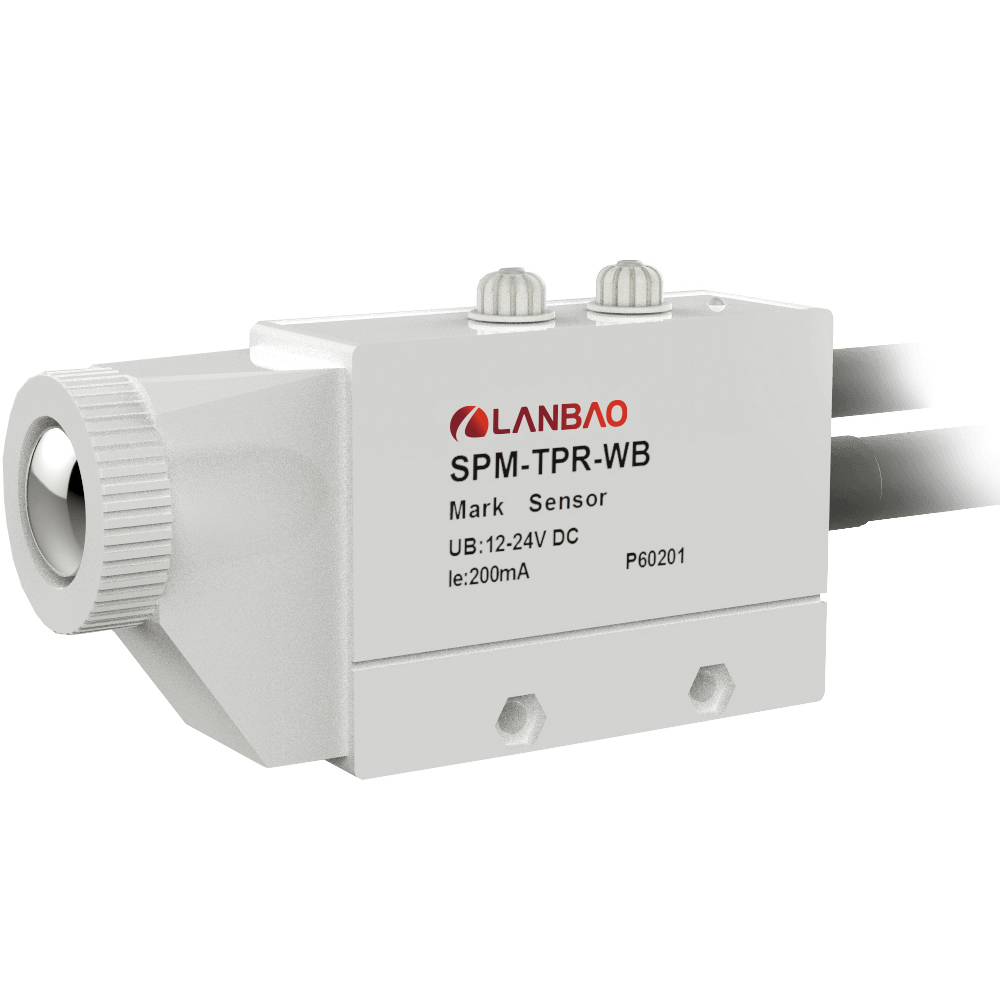 LANBAO
SPM-TPR-WB
Mark Sensor
UB:12-24V DC
Ie:200mA P60201